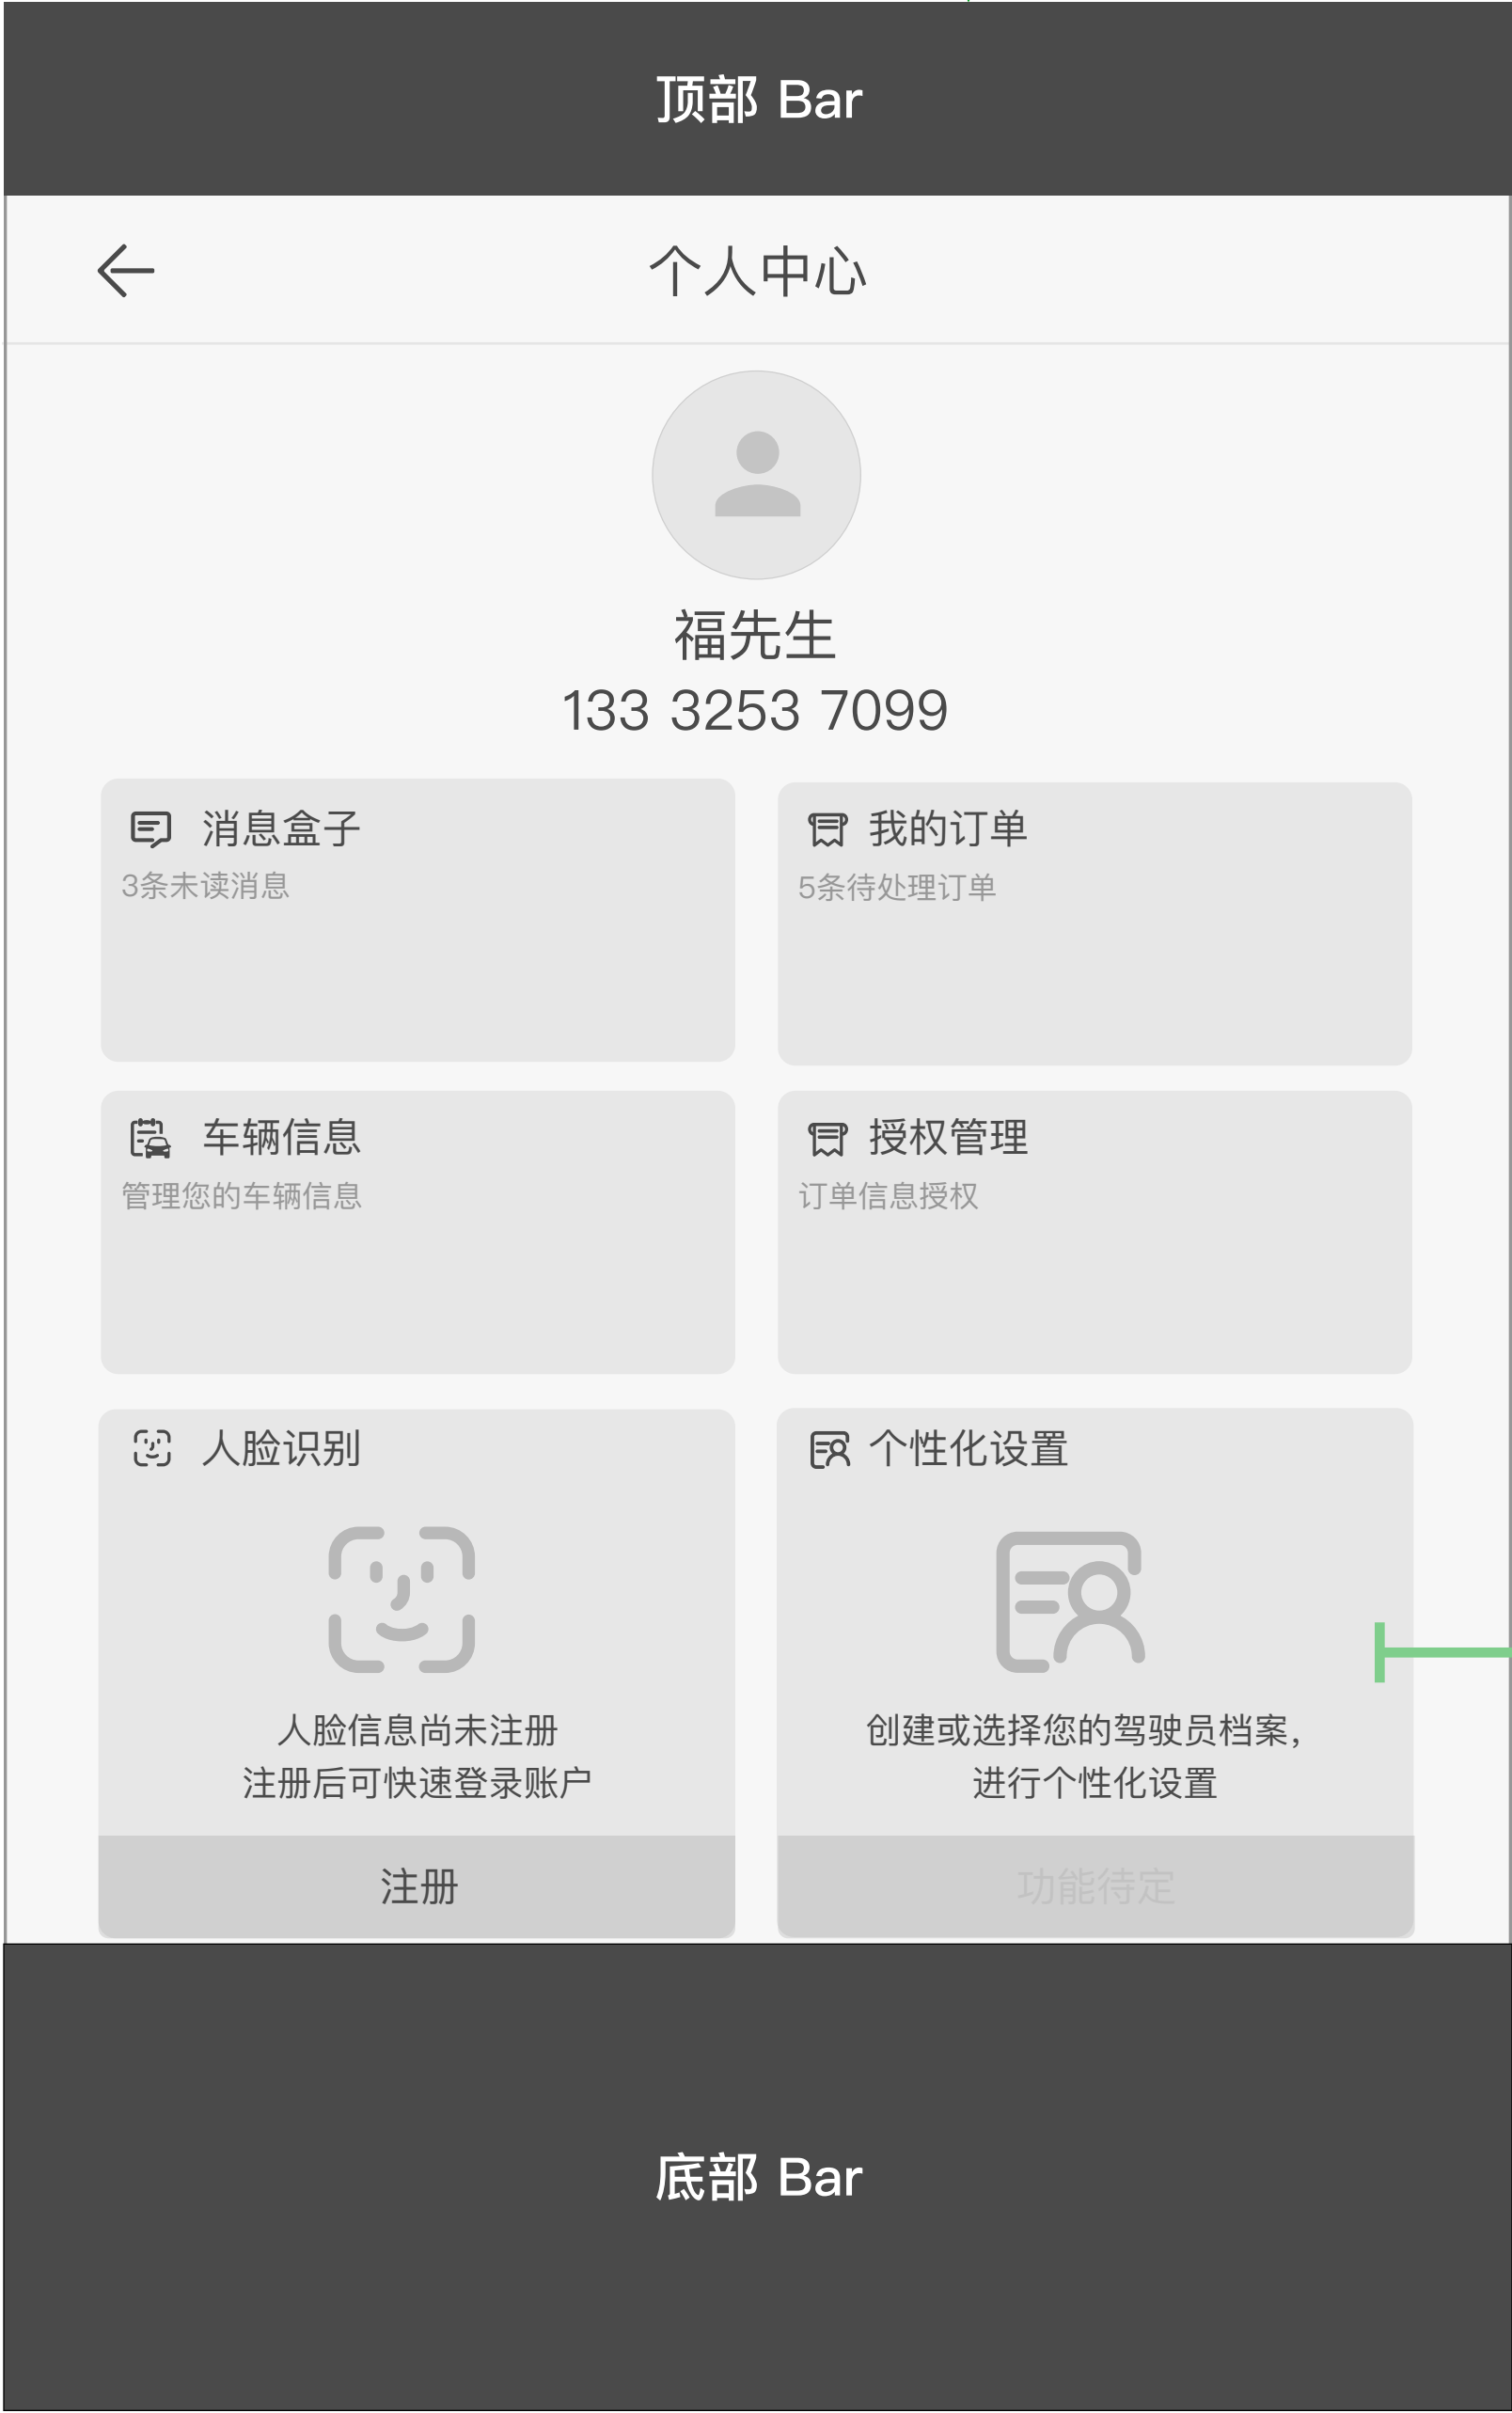 顶部 Bar
个人中心
福先生
133 3253 7099
消息盒子
3条未读消息
我的订单
5条待处理订单
车辆信息
管理您的车辆信息
授权管理
订单信息授权
人脸识别
人脸信息尚未注册
注册后可快速登录账户
注册
个性化设置
创建或选择您的驾驶员档案，
进行个性化设置
功能待定
底部 Bar